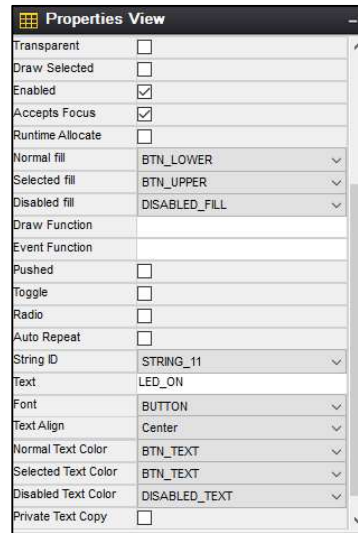 Properties View
Transparent
Draw Selected
Enabled
Accepts Focus
Runtime Allocate
Normal fill BTN_LOWER
Selected fill BTN_UPPER
Disabled fill DISABLED_FILL
Draw Function
Event Function
Pushed
Toggle
Radio
Auto Repeat
String ID STRING_11
Text LED_ON
Font BUTTON
Text Align Center
Normal Text Color BTN_TEXT
Selected Text Color BTN_TEXT
Disabled Text Color DISABLED_TEXT
Private Text Copy